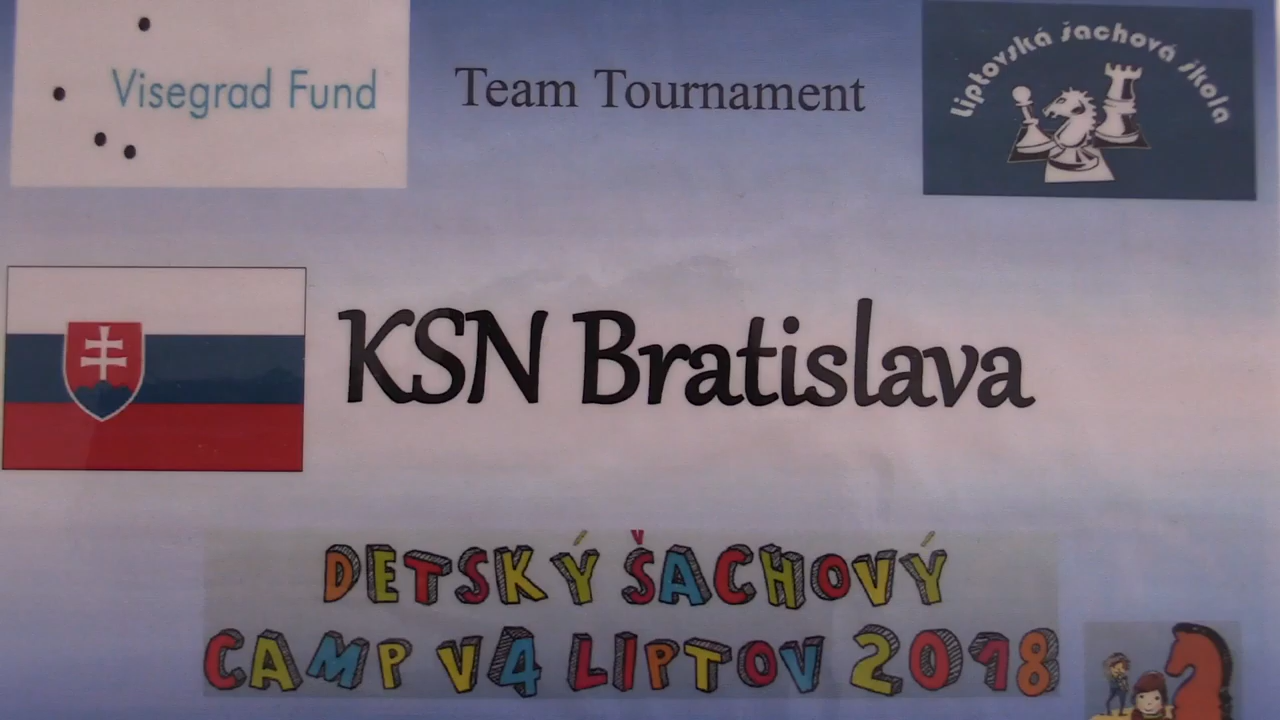 Visegrad Fund
Team Tournament
Liptovská šachová škola
KSN Bratislava
DETSKÝ ŠACHOVÝ
CAMP V4 LIPTOV 2018